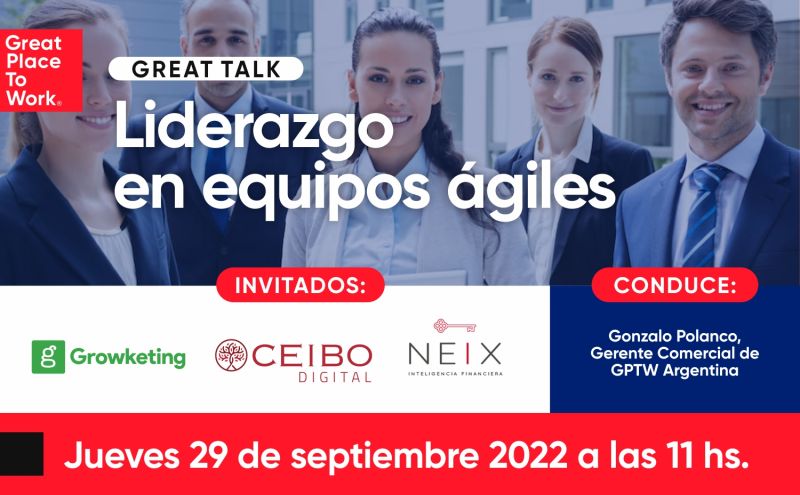 Great
Place
To
Work®
GREAT TALK
Liderazgo
en equipos ágiles
INVITADOS:
CONDUCE:
g Growketing
CEIBO
DIGITAL
NEIX
INTELIGENCIA FINANCIERA
Gonzalo Polanco,
Gerente Comercial de
GPTW Argentina
Jueves 29 de septiembre 2022 a las 11 hs.